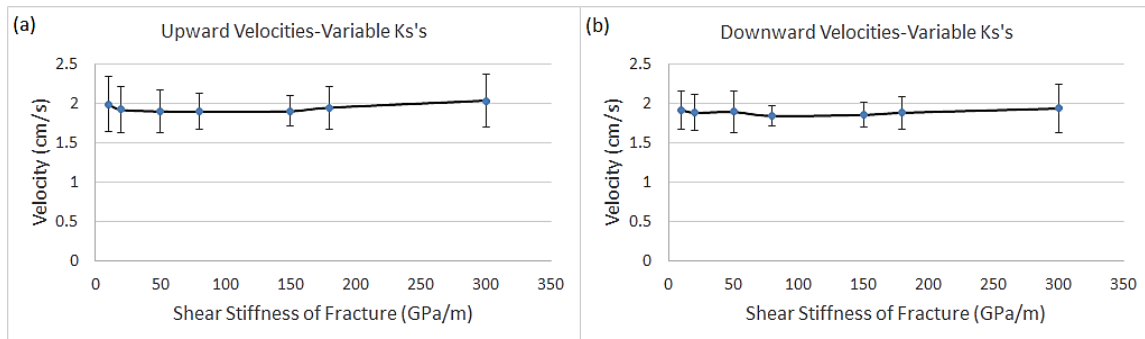 (a)
Upward Velocities-Variable Ks's
2.5
2
1.5
1
0.5
0
Velocity (cm/s)
0 50 100 150 200 250 300 350
Shear Stiffness of Fracture (GPa/m)
(b)
Downward Velocities-Variable Ks's
2.5
2
1.5
1
0.5
0
Velocity (cm/s)
0 50 100 150 200 250 300 350
Shear Stiffness of Fracture (GPa/m)